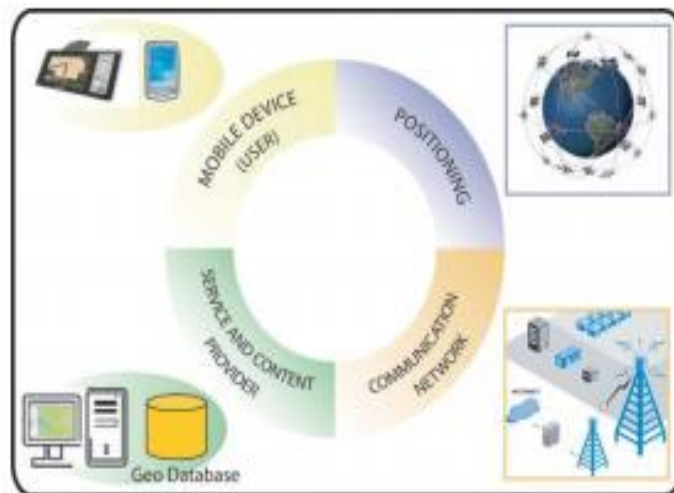 MOBILE DEVICE
(USER)
POSITIONING
SERVICE AND CONTENT
PROVIDER
COMMUNICATION
NETWORK
Geo Database